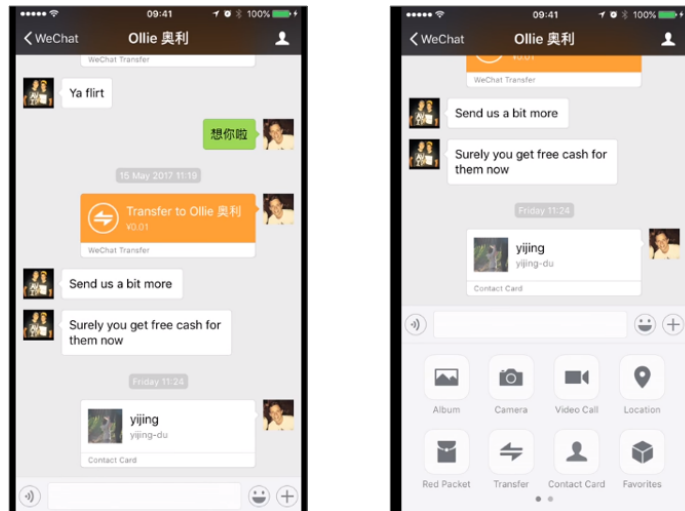 09:41
100%
WeChat
Ollie 奥利
WeChat Transfer
Ya flirt
想你啦
15 May 2017 11:19
Transfer to Ollie 奥利
¥0.01
WeChat Transfer
Send us a bit more
Surely you get free cash for
them now
Friday 11:24
yijing
yijing-du
Contact Card
09:41
100%
WeChat
Ollie 奥利
¥0.01
WeChat Transfer
Send us a bit more
Surely you get free cash for
them now
Friday 11:24
yijing
yijing-du
Contact Card
Album
Camera
Video Call
Location
Red Packet
Transfer
Contact Card
Favorites